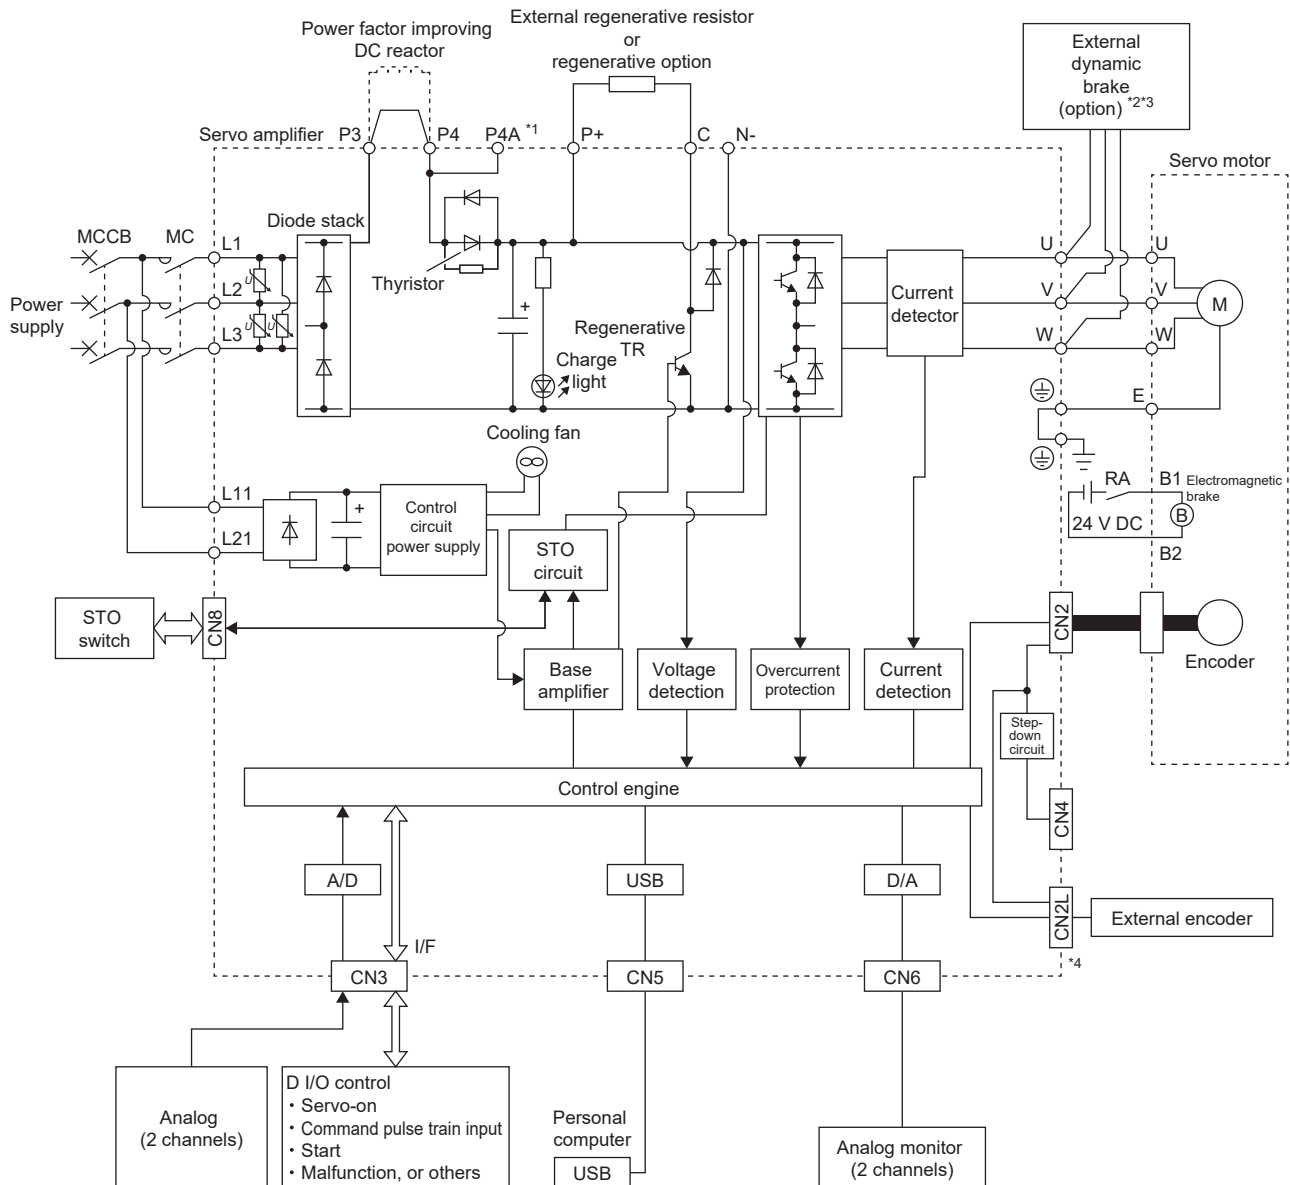 Power factor improving
DC reactor
External regenerative resistor
or
regenerative option
External
dynamic
brake
(option) *2*3
Servo amplifier
P3
P4
P4A *1
P+
C
N-
Servo motor
Diode stack
MCCB
MC
L1
L2
L3
U
U
U
Power
supply
Thyristor
+
Regenerative
TR
Charge
light
Current
detector
U
V
W
U
V
W
M
E
Cooling fan
L11
L21
+
Control
circuit
power supply
STO
circuit
RA
24 V DC
B1
Electromagnetic
brake
B
B2
STO
switch
CN8
CN2
Encoder
Base
amplifier
Voltage
detection
Overcurrent
protection
Current
detection
Step-
down
circuit
Control engine
CN4
A/D
USB
D/A
CN2L
External encoder
*4
I/F
CN3
CN5
CN6
Analog
(2 channels)
D I/O control
・Servo-on
・Command pulse train input
・Start
・Malfunction, or others
Personal
computer
USB
Analog monitor
(2 channels)